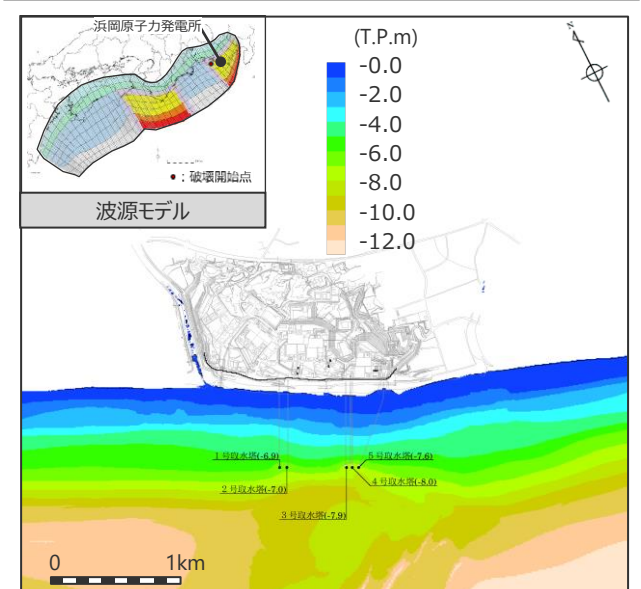 浜岡原子力発電所
●：破壊開始点
波源モデル
(T.P.m)
-0.0
-2.0
-4.0
-6.0
-8.0
-10.0
-12.0
1号取水塔(-6.9)
5号取水塔(-7.6)
2号取水塔(-7.0)
4号取水塔(-8.0)
3号取水塔(-7.9)
0 1km